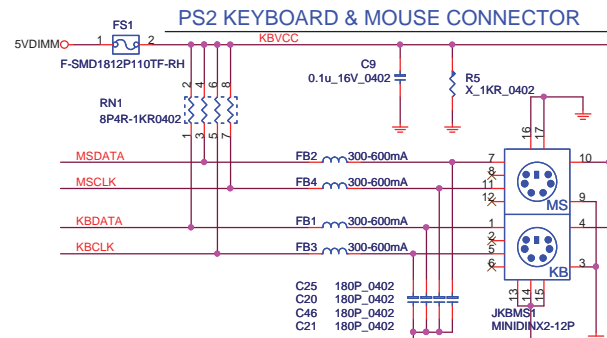 PS2 KEYBOARD & MOUSE CONNECTOR
FS1
5VDIMM
1
2
KBVCC
F-SMD1812P110TF-RH
C9
0.1u_16V_0402
R5
X_1KR_0402
2
4
6
8
RN1
8P4R-1KR0402
1
3
5
7
16
17
MSDATA
FB2
300-600mA
7
10
8
MSCLK
FB4
300-600mA
11
12
MS
9
KBDATA
FB1
300-600mA
1
4
2
KBCLK
FB3
300-600mA
5
6
KB
3
C25
180P_0402
C20
180P_0402
C46
180P_0402
C21
180P_0402
13
14
15
JKBMS1
MINIDINX2-12P